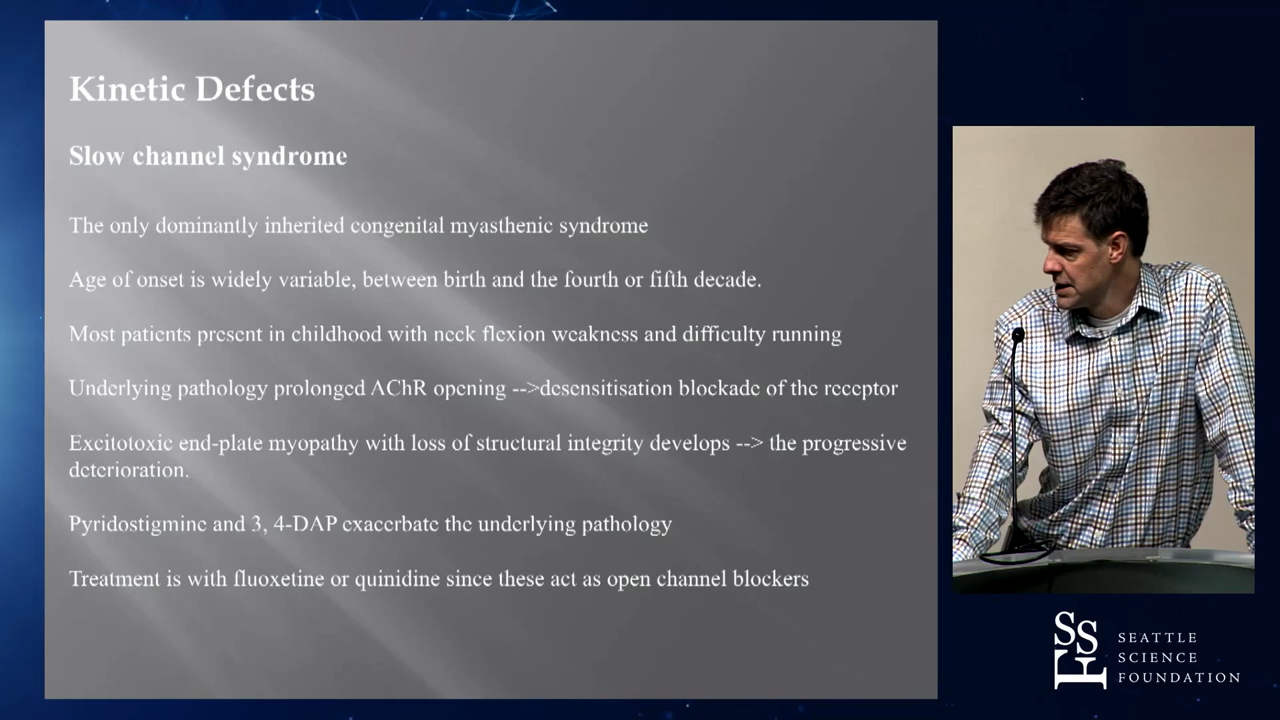 Kinetic Defects
Slow channel syndrome
The only dominantly inherited congenital myasthenic syndrome
Age of onset is widely variable, between birth and the fourth or fifth decade.
Most patients present in childhood with neck flexion weakness and difficulty running
Underlying pathology prolonged AChR opening -->desensitisation blockade of the receptor
Excitotoxic end-plate myopathy with loss of structural integrity develops --> the progressive
deterioration.
Pyridostigmine and 3, 4-DAP exacerbate the underlying pathology
Treatment is with fluoxetine or quinidine since these act as open channel blockers
SSF
SEATTLE
SCIENCE
FOUNDATION